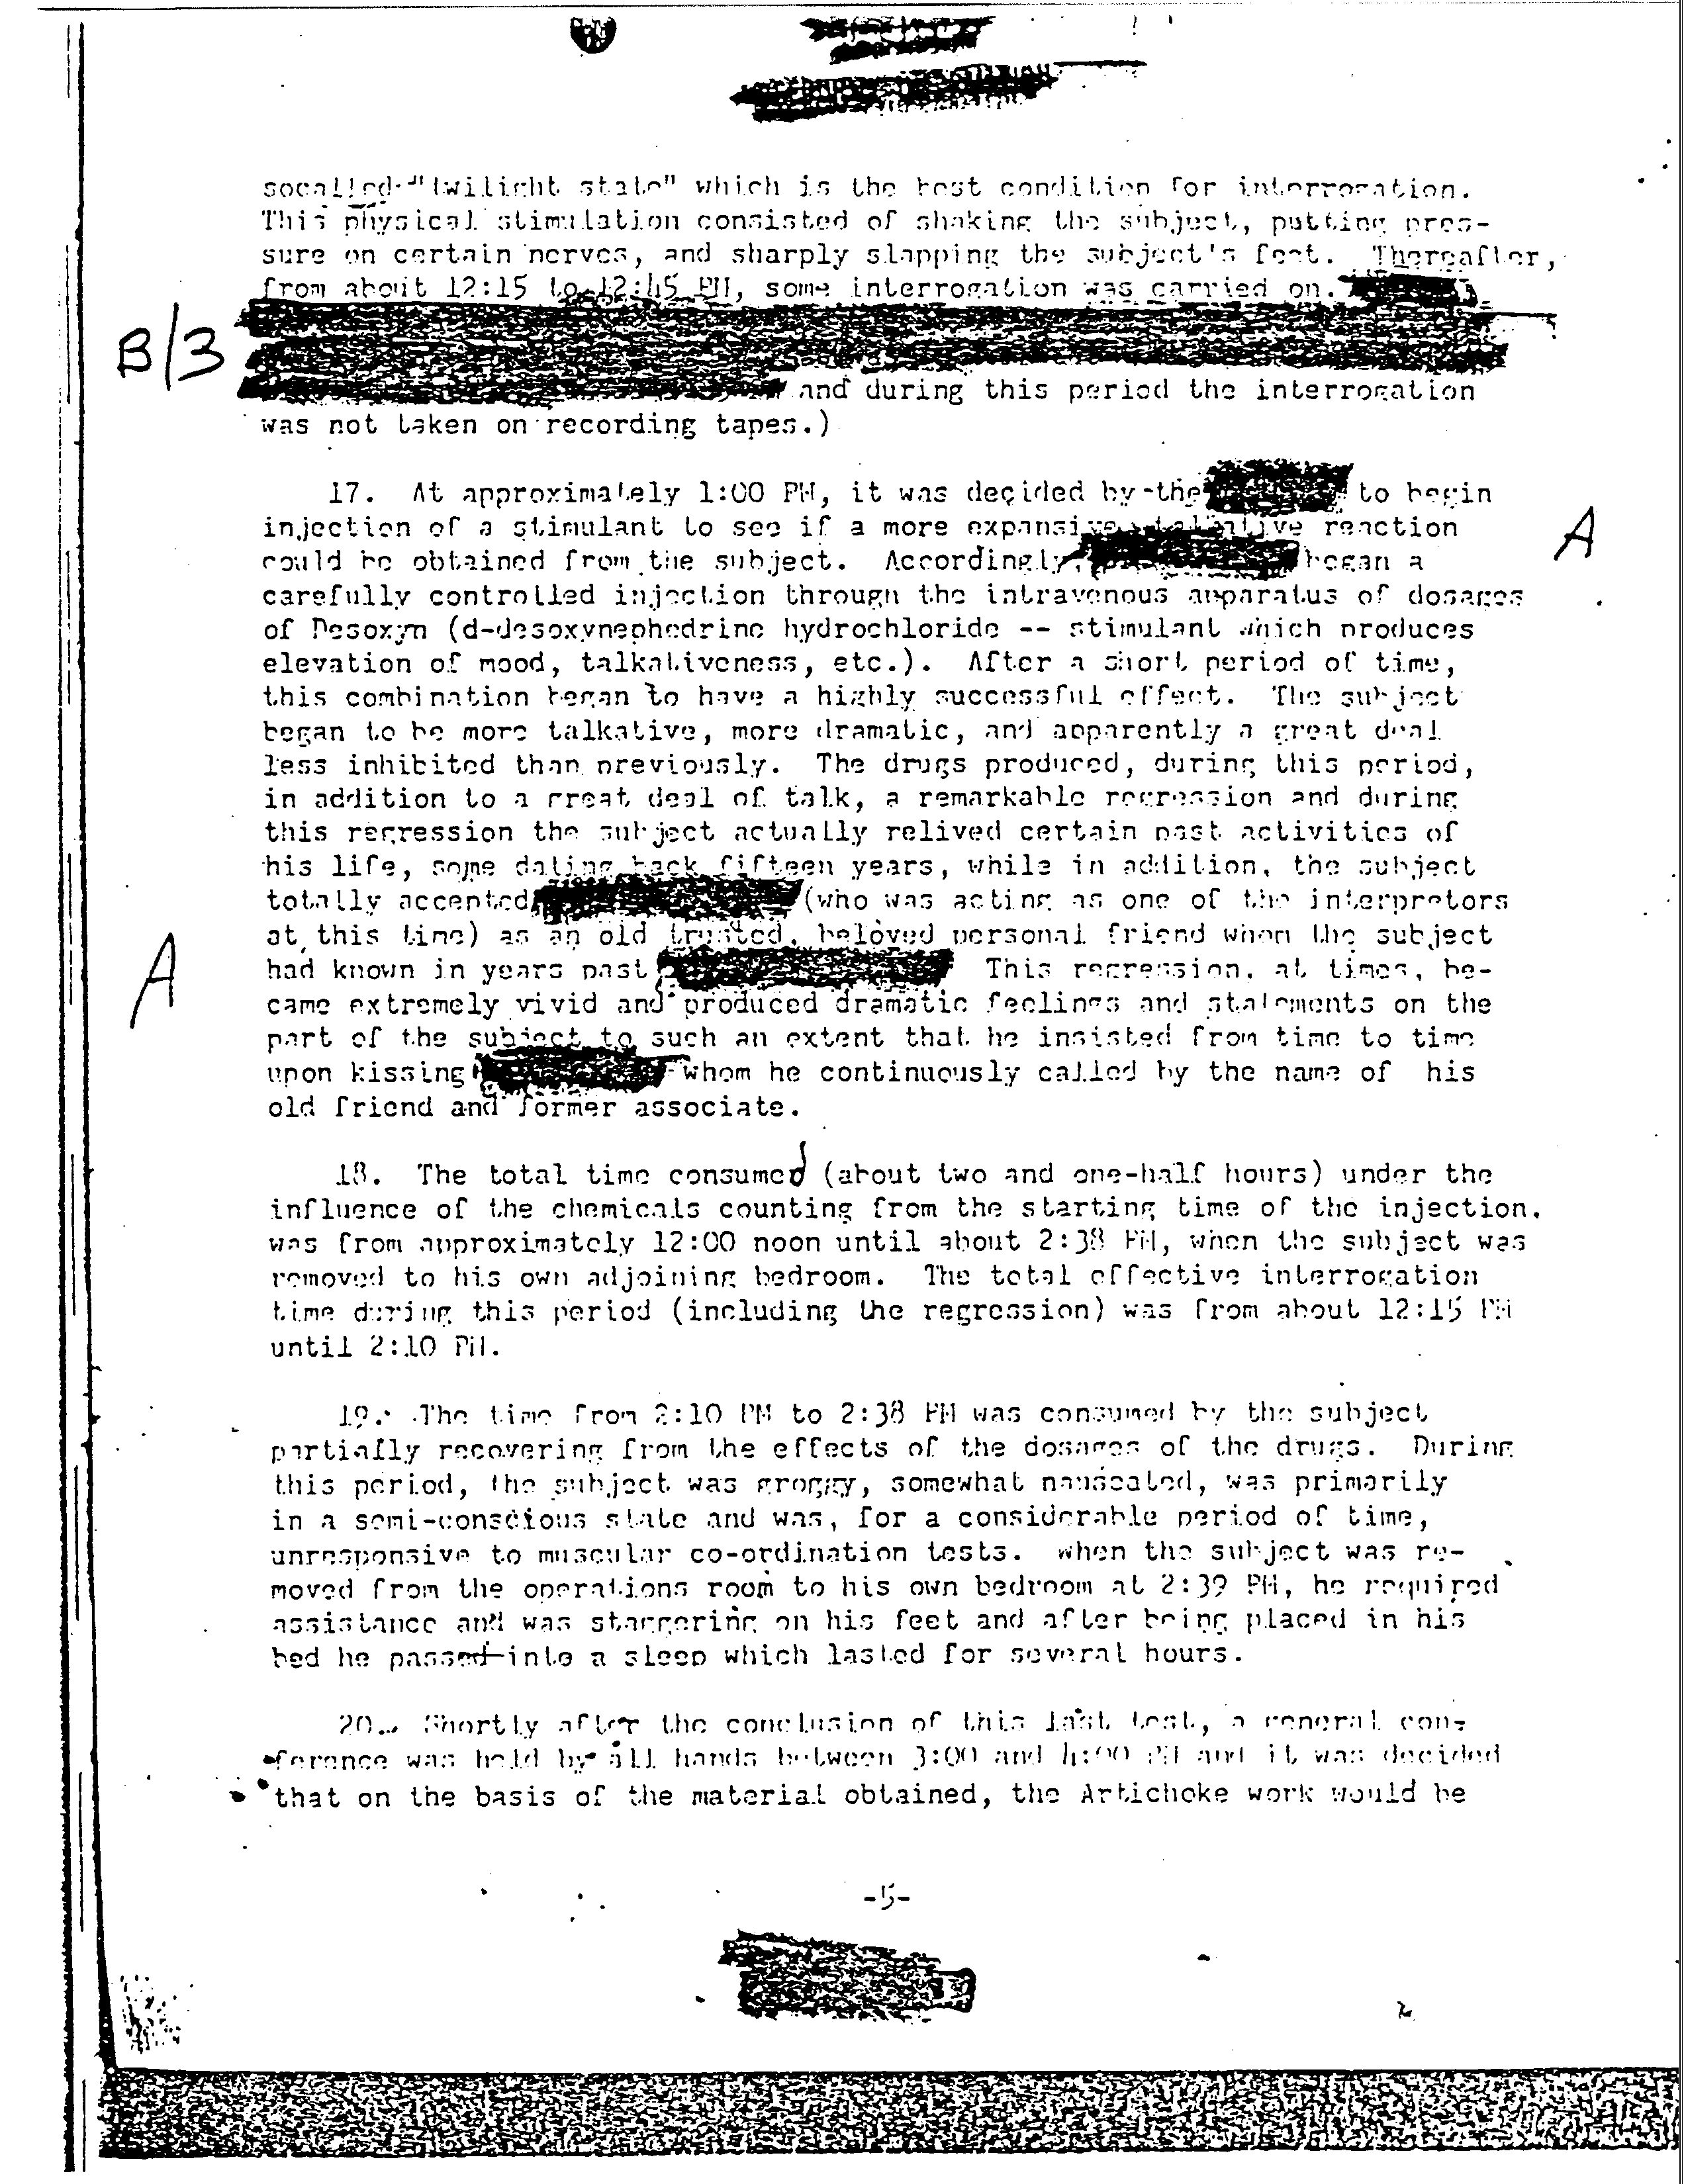 socalled "twilight state" which is the best condition for interrogation.
This physical stimulation consisted of shaking the subject, putting pres-
sure on certain nerves, and sharply slapping the subject's feet. Thereafter,
from about 12:15 to 12:45 PM, some interrogation was carried on.
B/3
and during this period the interrogation
was not taken on recording tapes.)
17. At approximately 1:00 PM, it was decided by the to begin
injection of a stimulant to see if a more expansive talkative reaction
A
could be obtained from the subject. Accordingly, began a
carefully controlled injection through the intravenous apparatus of dosages
of Desoxyn (d-desoxynephedrine hydrochloride -- stimulant which produces
elevation of mood, talkativeness, etc.). After a short period of time,
this combination began to have a highly successful effect. The subject
began to be more talkative, more dramatic, and apparently a great deal
less inhibited than previously. The drugs produced, during this period,
in addition to a great deal of talk, a remarkable regression and during
this regression the subject actually relived certain past activities of
his life, some dating back fifteen years, while in addition, the subject
totally accepted (who was acting as one of the interpretors
at this time) as an old trusted, beloved personal friend whom the subject
had known in years past This regression, at times, be-
A
came extremely vivid and produced dramatic feelings and statements on the
part of the subject to such an extent that he insisted from time to time
upon kissing whom he continuously called by the name of his
old friend and former associate.
18. The total time consumed (about two and one-half hours) under the
influence of the chemicals counting from the starting time of the injection,
was from approximately 12:00 noon until about 2:38 PM, when the subject was
removed to his own adjoining bedroom. The total effective interrogation
time during this period (including the regression) was from about 12:15 PM
until 2:10 PM.
19. The time from 2:10 PM to 2:38 PM was consumed by the subject
partially recovering from the effects of the dosages of the drugs. During
this period, the subject was groggy, somewhat nauseated, was primarily
in a semi-conscious state and was, for a considerable period of time,
unresponsive to muscular co-ordination tests. When the subject was re-
moved from the operations room to his own bedroom at 2:39 PM, he required
assistance and was staggering on his feet and after being placed in his
bed he passed into a sleep which lasted for several hours.
20. Shortly after the conclusion of this last test, a general con-
ference was held by all hands between 3:00 and 4:00 PM and it was decided
that on the basis of the material obtained, the Artichoke work would be
-5-